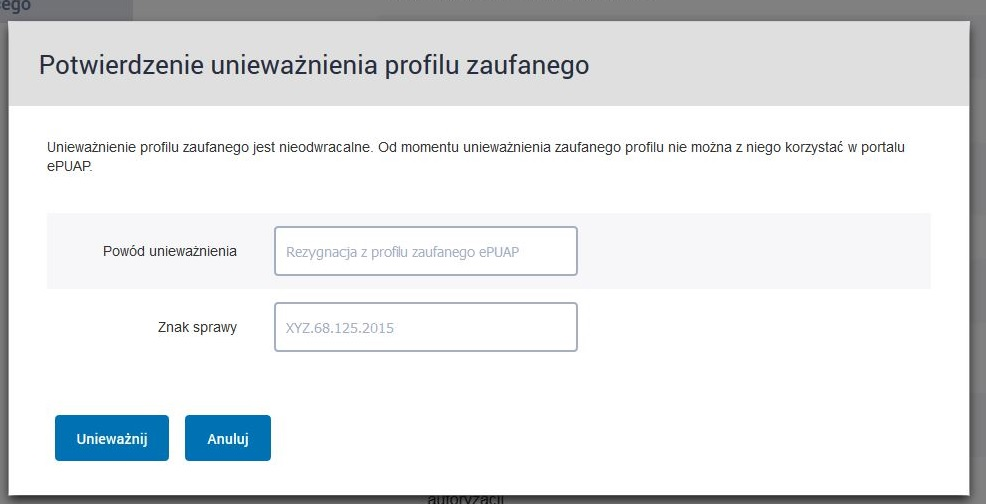 ego
Potwierdzenie unieważnienia profilu zaufanego
Unieważnienie profilu zaufanego jest nieodwracalne. Od momentu unieważnienia zaufanego profilu nie można z niego korzystać w portalu
ePUAP.
Powód unieważnienia
Rezygnacja z profilu zaufanego ePUAP
Znak sprawy
XYZ.68.125.2015
Unieważnij
Anuluj
autoryzacji